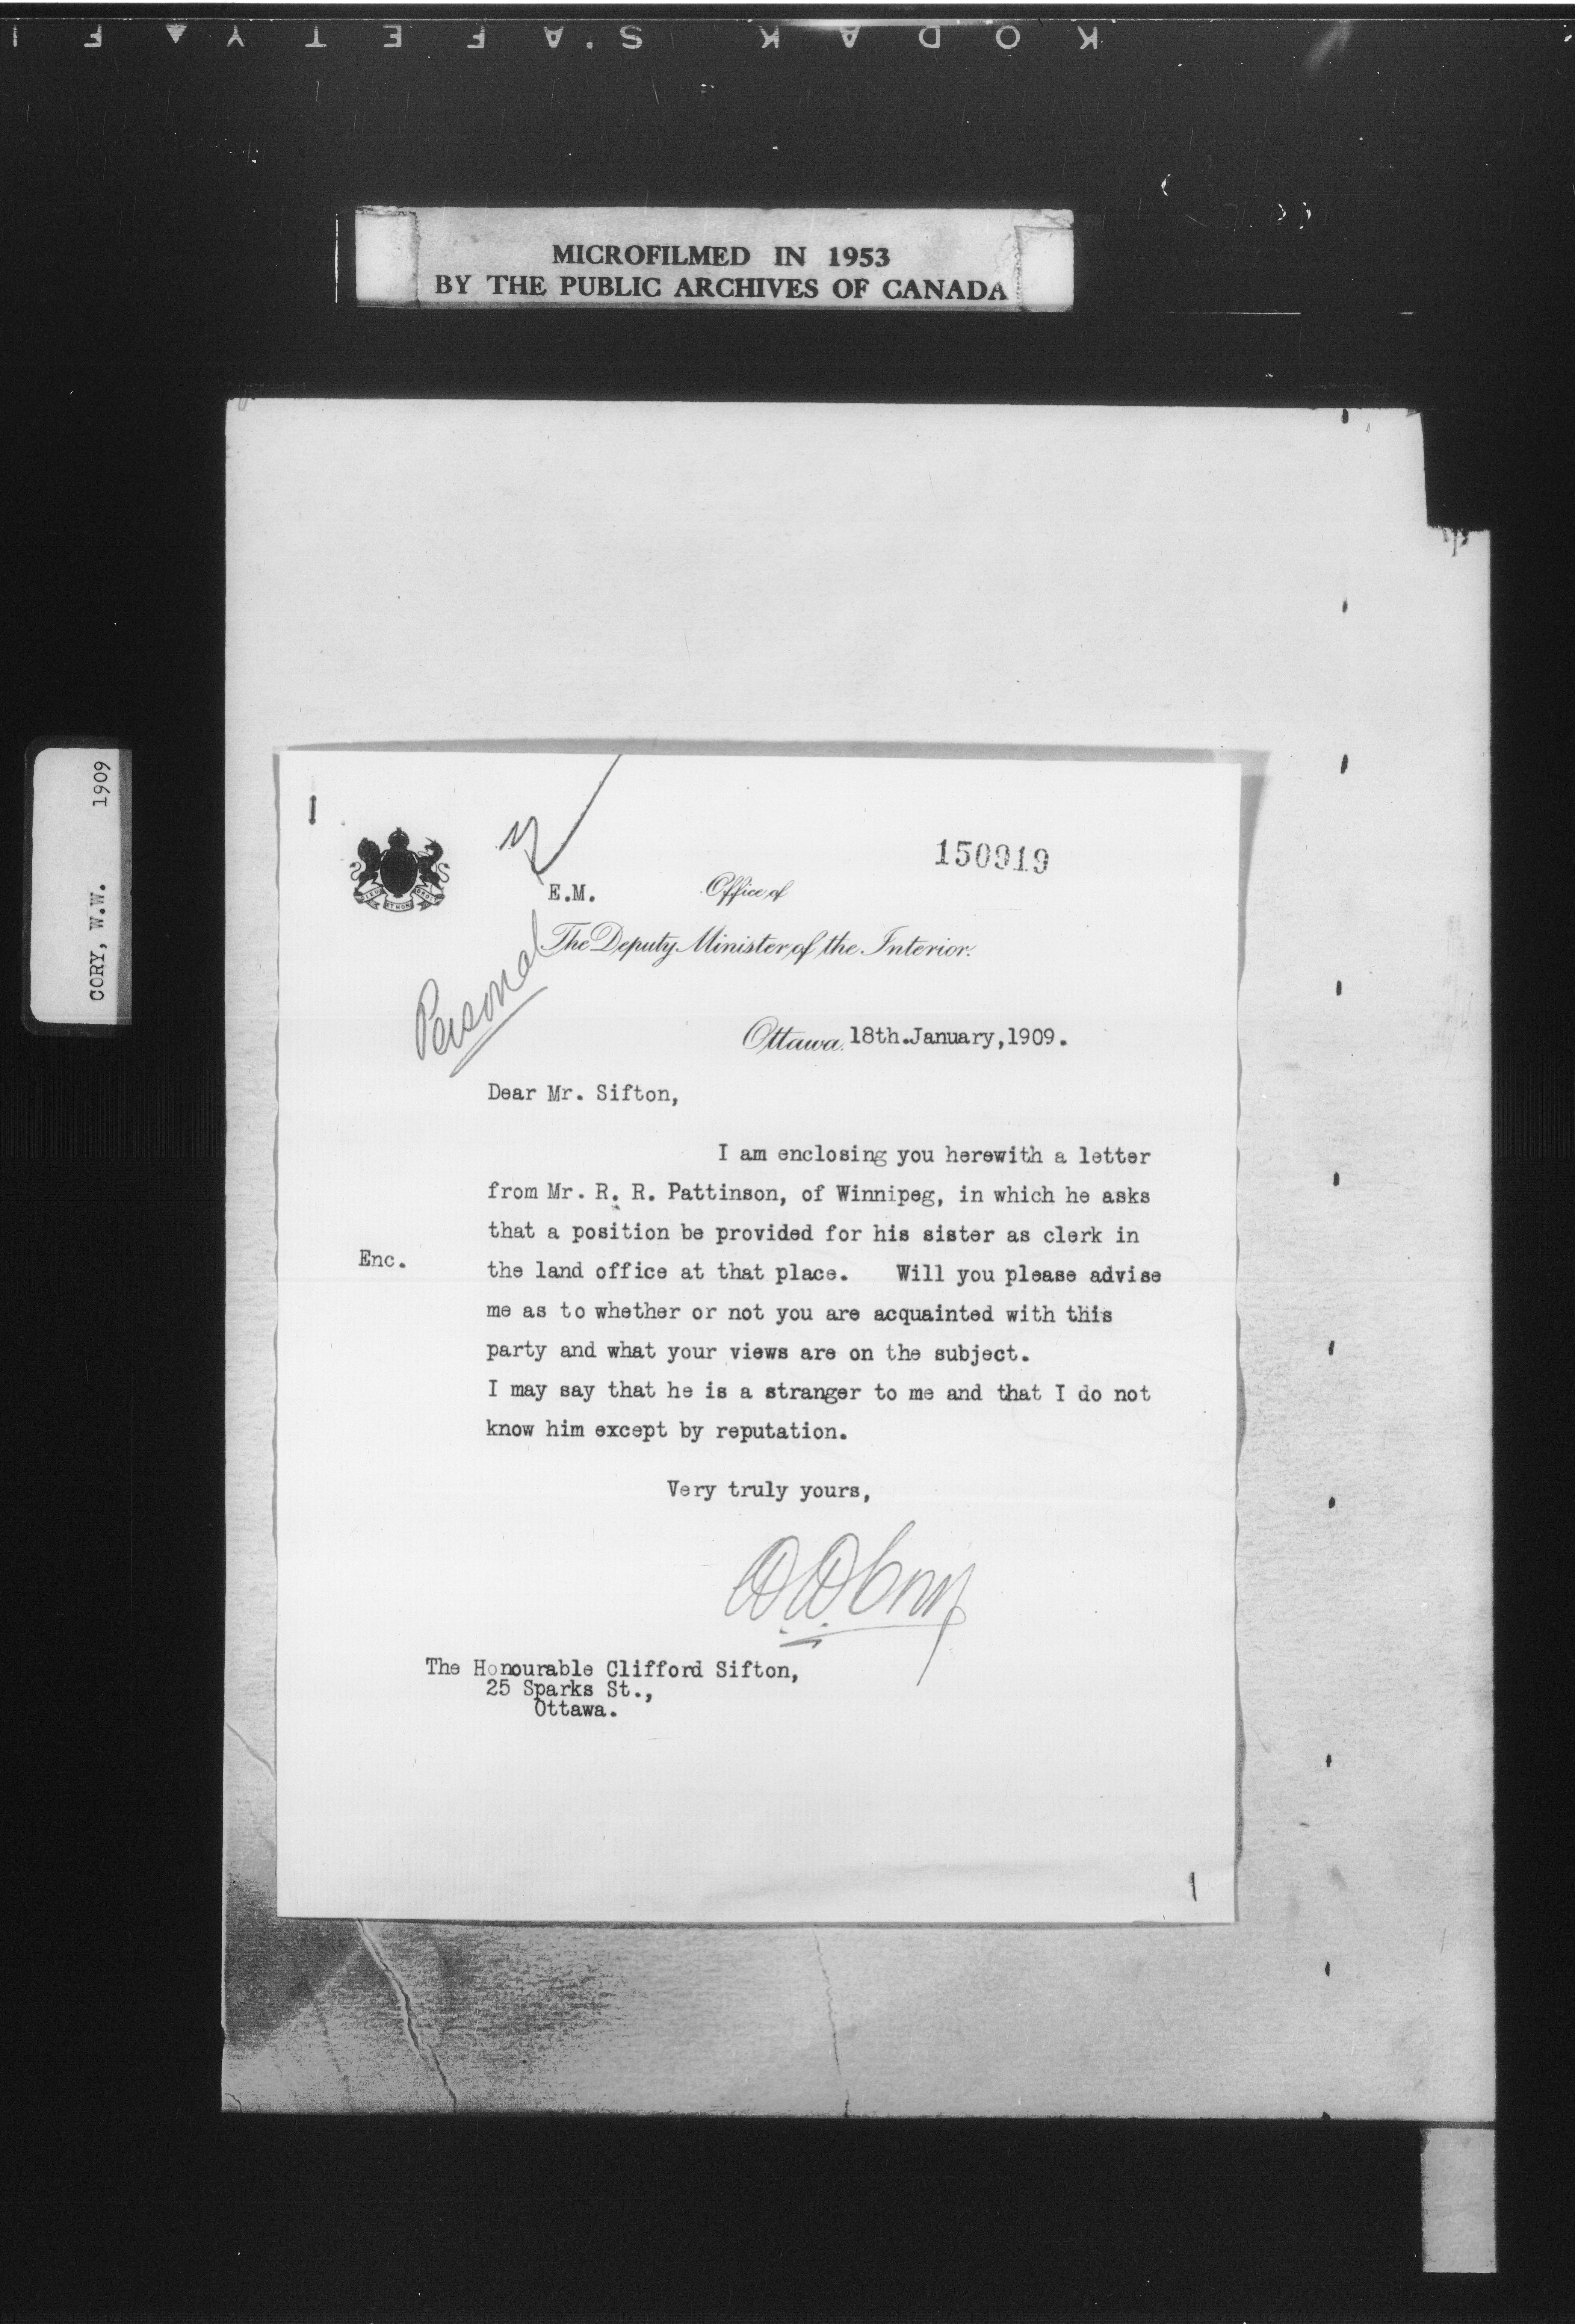 KODAK S'AFETY ▲ F
MICROFILMED IN 1953
BY THE PUBLIC ARCHIVES OF CANADA
CORY, W.W. 1909
150919
E.M.
Office of
The Deputy Minister of the Interior.
Personal
Ottawa. 18th.January,1909.
Dear Mr. Sifton,
I am enclosing you herewith a letter
from Mr. R. R. Pattinson, of Winnipeg, in which he asks
that a position be provided for his sister as clerk in
Enc.
the land office at that place. Will you please advise
me as to whether or not you are acquainted with this
party and what your views are on the subject.
I may say that he is a stranger to me and that I do not
know him except by reputation.
Very truly yours,
WWCory
The Honourable Clifford Sifton,
25 Sparks St.,
Ottawa.